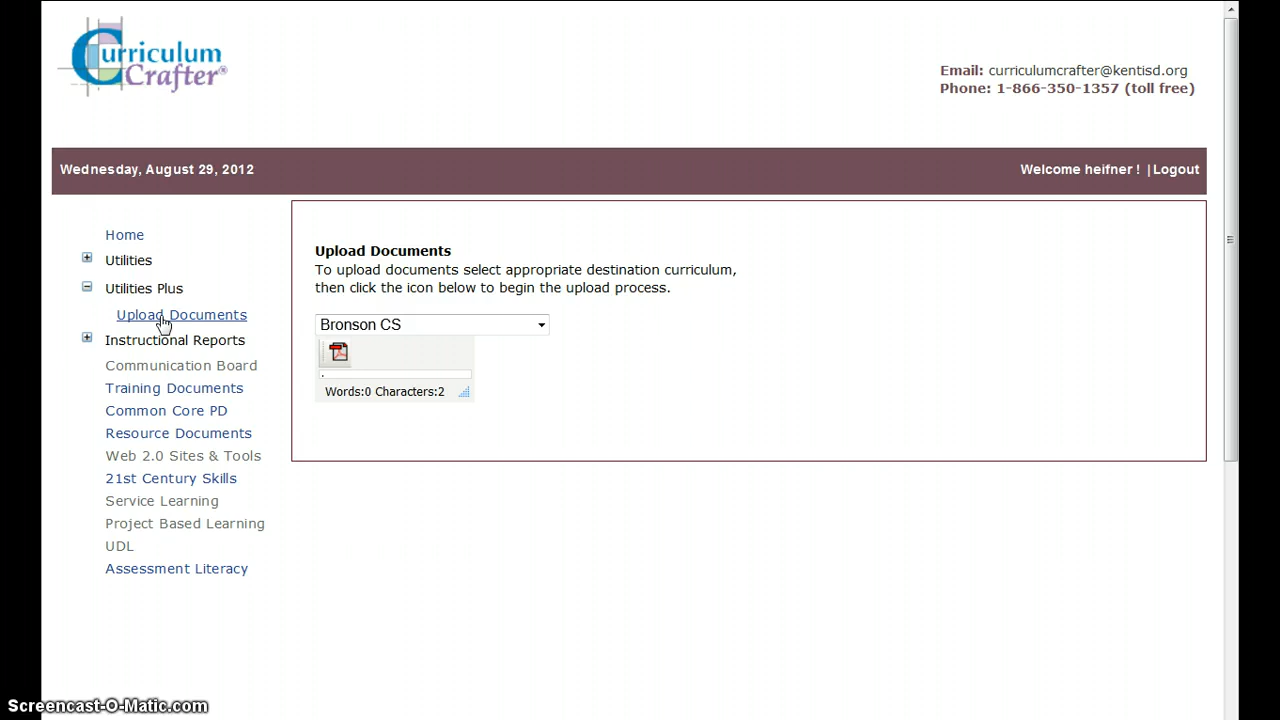 Curriculum
Crafter®
Email: curriculumcrafter@kentisd.org
Phone: 1-866-350-1357 (toll free)
Wednesday, August 29, 2012
Welcome heifner ! | Logout
Home
Utilities
Utilities Plus
Upload Documents
Instructional Reports
Communication Board
Training Documents
Common Core PD
Resource Documents
Web 2.0 Sites & Tools
21st Century Skills
Service Learning
Project Based Learning
UDL
Assessment Literacy
Upload Documents
To upload documents select appropriate destination curriculum,
then click the icon below to begin the upload process.
Bronson CS
Words:0 Characters:2
Screencast-O-Matic.com